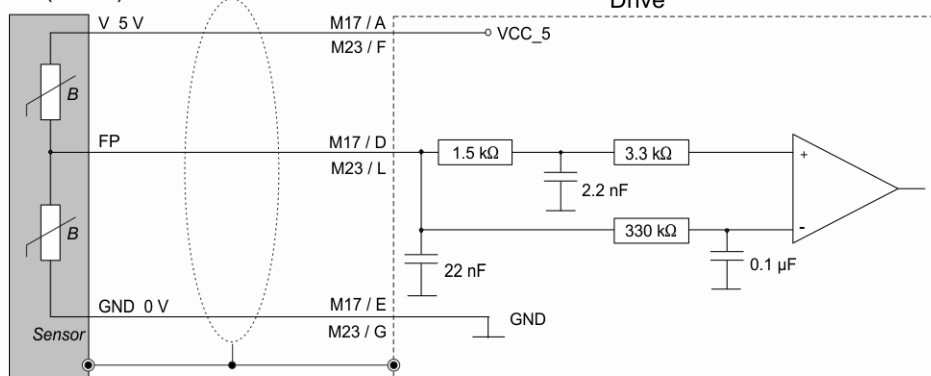 Drive
V 5 V
M17 / A
VCC_5
M23 / F
B
FP
M17 / D
1.5 kΩ
3.3 kΩ
+
M23 / L
2.2 nF
B
330 kΩ
-
22 nF
0.1 µF
GND 0 V
M17 / E
GND
Sensor
M23 / G